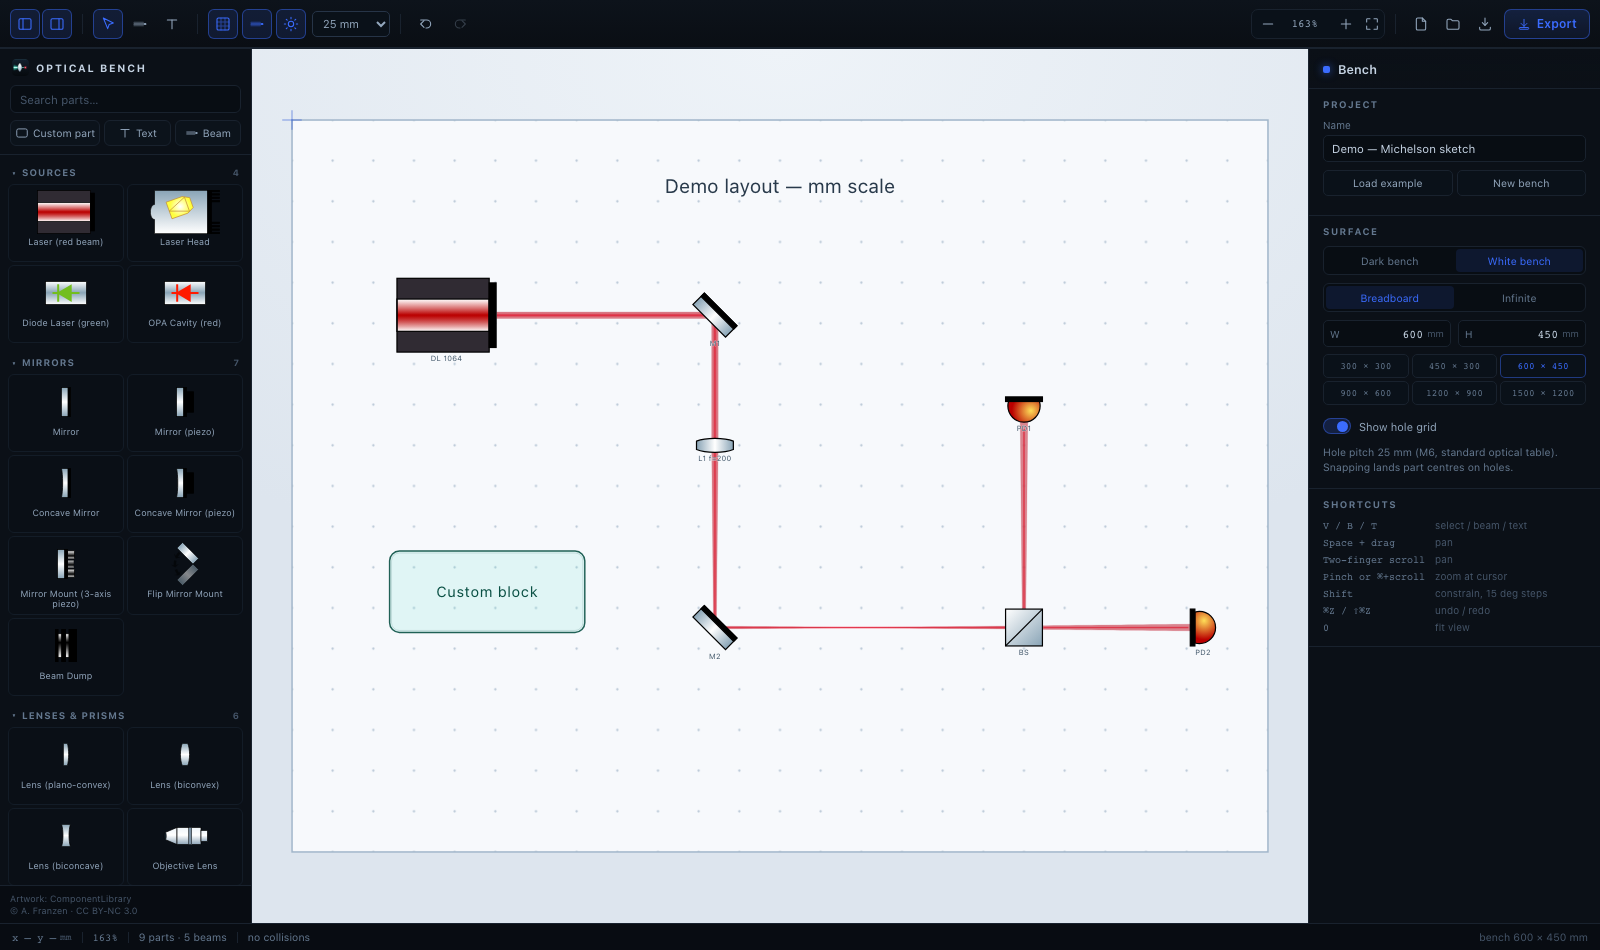 25 mm
163%
Export
OPTICAL BENCH
Search parts...
Custom part
Text
Beam
SOURCES 4
Laser (red beam)
Laser Head
Diode Laser (green)
OPA Cavity (red)
MIRRORS 7
Mirror
Mirror (piezo)
Concave Mirror
Concave Mirror (piezo)
Mirror Mount (3-axis
piezo)
Flip Mirror Mount
Beam Dump
LENSES & PRISMS 6
Lens (plano-convex)
Lens (biconvex)
Lens (biconcave)
Objective Lens
Artwork: ComponentLibrary
© A. Franzen · CC BY-NC 3.0
Demo layout — mm scale
DL 1064
PD1
BS
PD2
M2
Custom block
Bench
PROJECT
Name
Demo — Michelson sketch
Load example
New bench
SURFACE
Dark bench
White bench
Breadboard
Infinite
W 600 mm
H 450 mm
300 × 300
450 × 300
600 × 450
900 × 600
1200 × 900
1500 × 1200
Show hole grid
Hole pitch 25 mm (M6, standard optical table).
Snapping lands part centres on holes.
SHORTCUTS
V / B / T select / beam / text
Space + drag pan
Two-finger scroll pan
Pinch or ⌘+scroll zoom at cursor
Shift constrain, 15 deg steps
⌘Z / ⇧⌘Z undo / redo
0 fit view
x — y — mm
163%
9 parts · 5 beams
no collisions
bench 600 × 450 mm